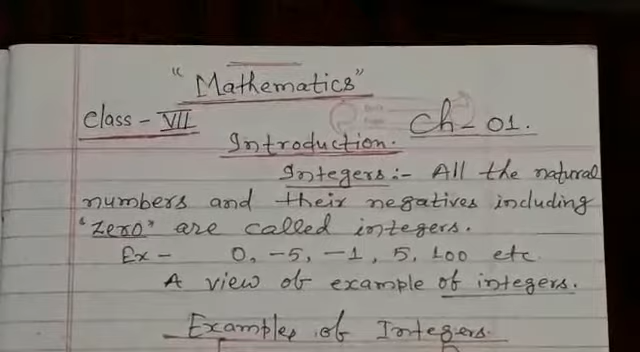 "Mathematics"
Class - VII
Ch - 01.
Introduction.
Integers:- All the natural
numbers and their negatives including
"zero" are called integers.
Ex - 0, -5, -1, 5, 100 etc
A view of example of integers.
Examples of Integers.